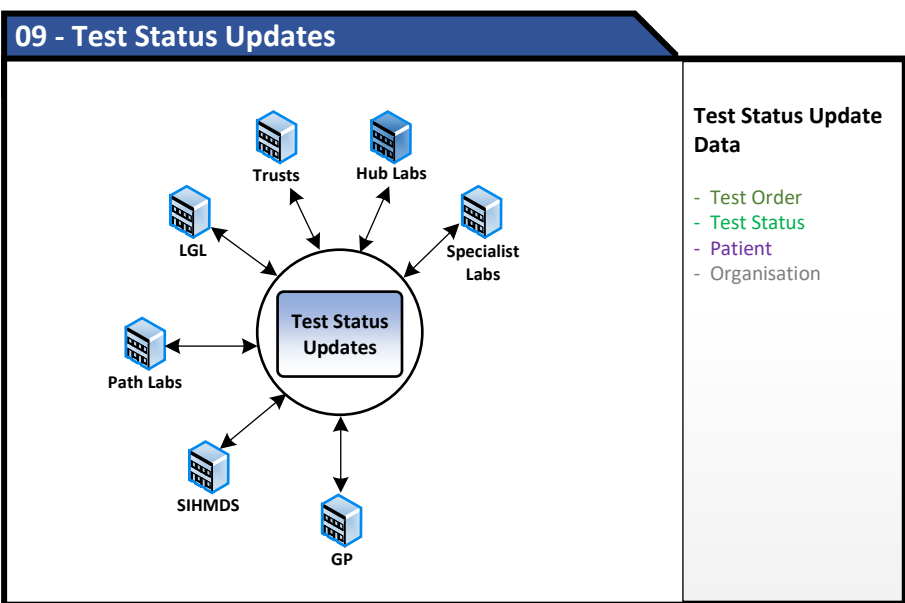 09 - Test Status Updates
Trusts
Hub Labs
LGL
Specialist
Labs
Test Status
Updates
Path Labs
SIHMDS
GP
Test Status Update
Data
- Test Order
- Test Status
- Patient
- Organisation